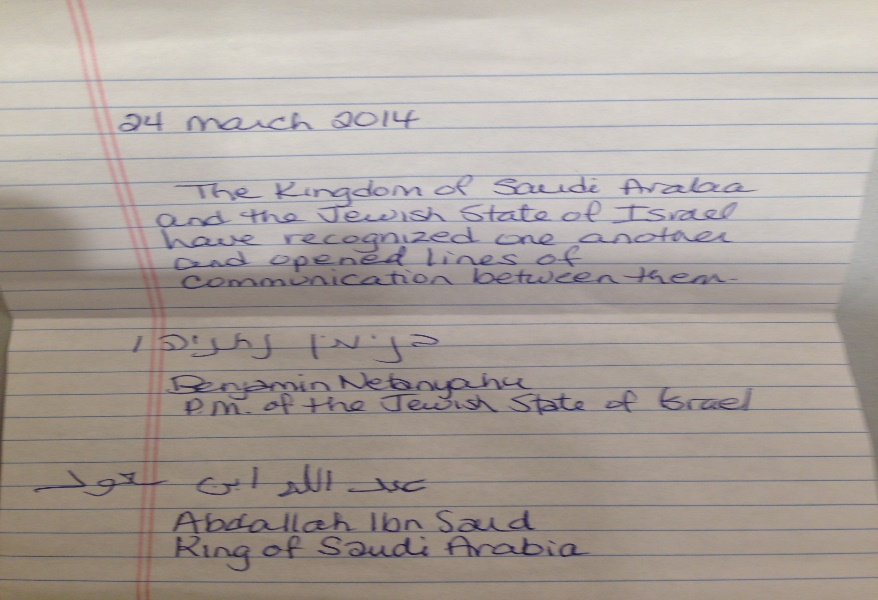 24 March 2014
The Kingdom of Saudi Arabia
and the Jewish State of Israel
have recognized one another
and opened lines of
communication between them.
בנימין נתניהו
Benjamin Netanyahu
P.M. of the Jewish State of Israel
عبد الله ابن سعود
Abdallah Ibn Saud
King of Saudi Arabia